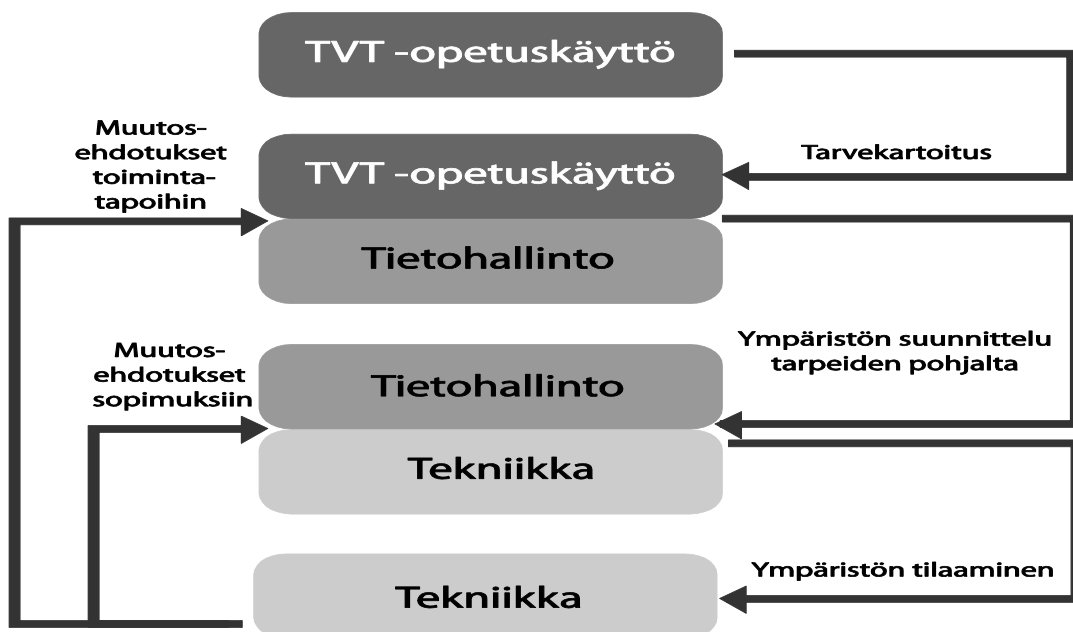 TVT -opetuskäyttö
Muutos-
ehdotukset
toiminta-
tapoihin
TVT -opetuskäyttö
Tarvekartoitus
Tietohallinto
Muutos-
ehdotukset
sopimuksiin
Tietohallinto
Ympäristön suunnittelu
tarpeiden pohjalta
Tekniikka
Tekniikka
Ympäristön tilaaminen